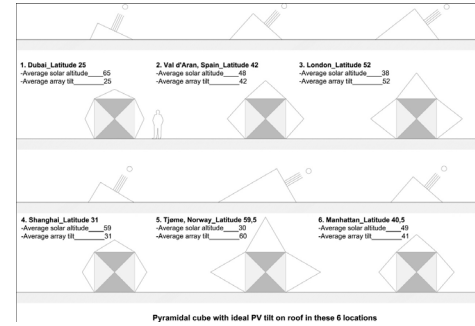 1. Dubai_Latitude 25
-Average solar altitude____65
-Average array tilt________25
2. Val d'Aran, Spain_Latitude 42
-Average solar altitude____48
-Average array tilt________42
3. London_Latitude 52
-Average solar altitude____38
-Average array tilt________52
4. Shanghai_Latitude 31
-Average solar altitude____59
-Average array tilt________31
5. Tjøme, Norway_Latitude 59,5
-Average solar altitude____30
-Average array tilt________60
6. Manhattan_Latitude 40,5
-Average solar altitude____49
-Average array tilt________41
Pyramidal cube with ideal PV tilt on roof in these 6 locations